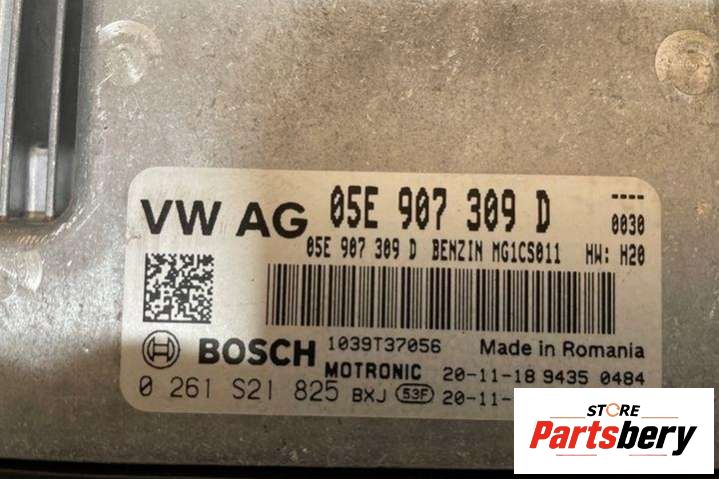 VW AG 05E 907 309 D ----
0030
05E 907 309 D BENZIN MG1CS011 HW: H20
BOSCH 1039T37056 Made in Romania
MOTRONIC 20-11-18 9435 0484
0 261 S21 825 BXJ 53F 20-11-
STORE
Partsbery